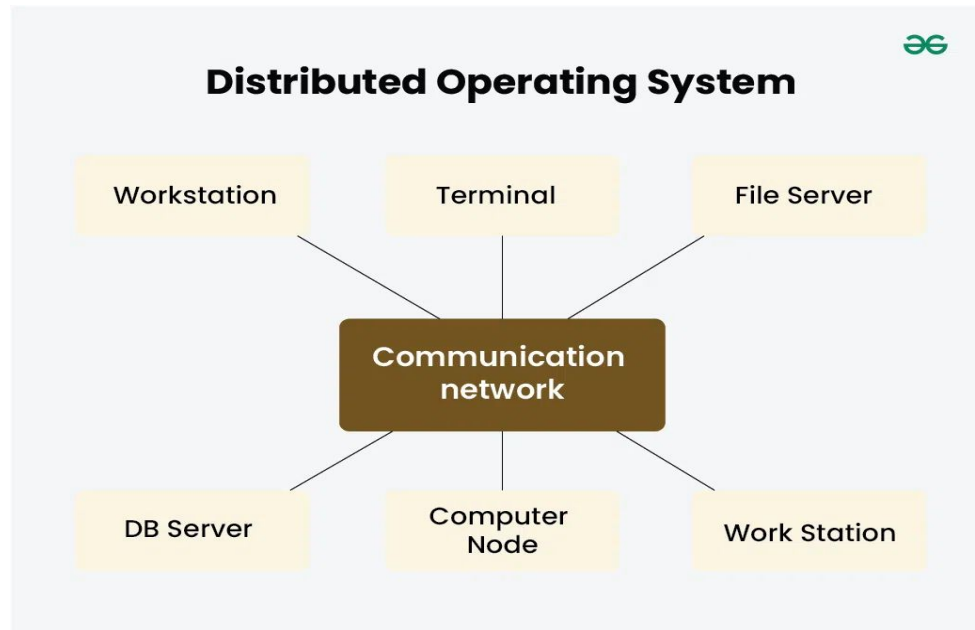 Distributed Operating System
Workstation
Terminal
File Server
Communication
network
DB Server
Computer
Node
Work Station